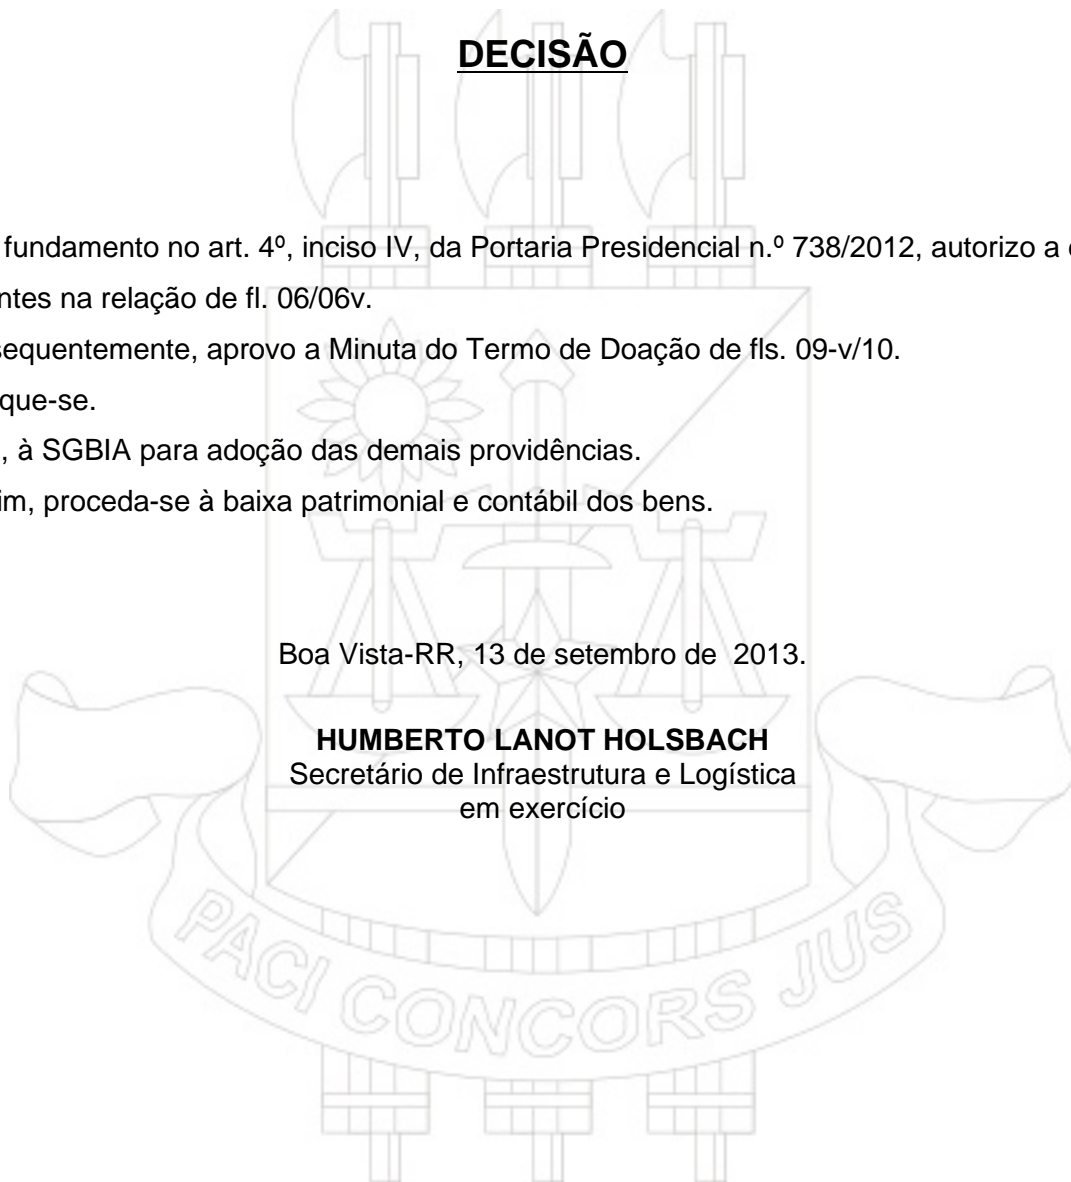 DECISÃO
fundamento no art. 4º, inciso IV, da Portaria Presidencial n.º 738/2012, autorizo a
ntes na relação de fl. 06/06v.
sequentemente, aprovo a Minuta do Termo de Doação de fls. 09-v/10.
que-se.
, à SGBIA para adoção das demais providências.
im, proceda-se à baixa patrimonial e contábil dos bens.
Boa Vista-RR, 13 de setembro de 2013.
HUMBERTO LANOT HOLSBACH
Secretário de Infraestrutura e Logística
em exercício
PACI CONCORS JUS